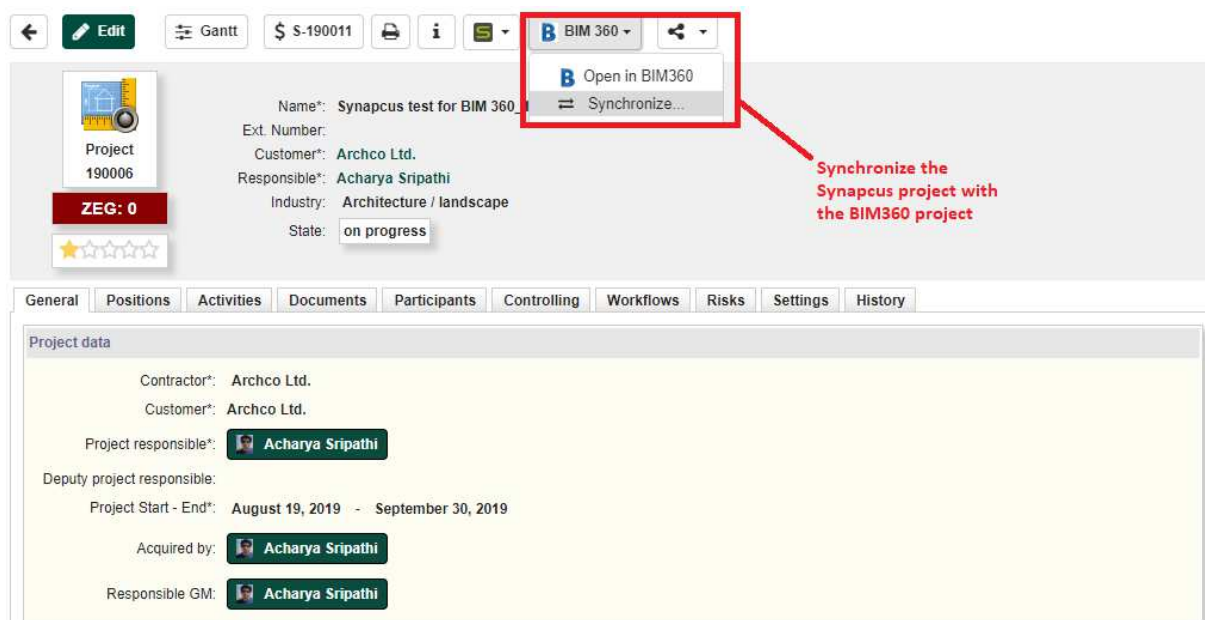 Edit
Gantt
$ S-190011
i
S
B BIM 360
B Open in BIM360
Synchronize...
Project
190006
ZEG: 0
Name*: Synapcus test for BIM 360_
Ext. Number:
Customer*: Archco Ltd.
Responsible*: Acharya Sripathi
Industry: Architecture / landscape
State: on progress
Synchronize the
Synapcus project with
the BIM360 project
General Positions Activities Documents Participants Controlling Workflows Risks Settings History
Project data
Contractor*: Archco Ltd.
Customer*: Archco Ltd.
Project responsible*: Acharya Sripathi
Deputy project responsible:
Project Start - End*: August 19, 2019 - September 30, 2019
Acquired by: Acharya Sripathi
Responsible GM: Acharya Sripathi